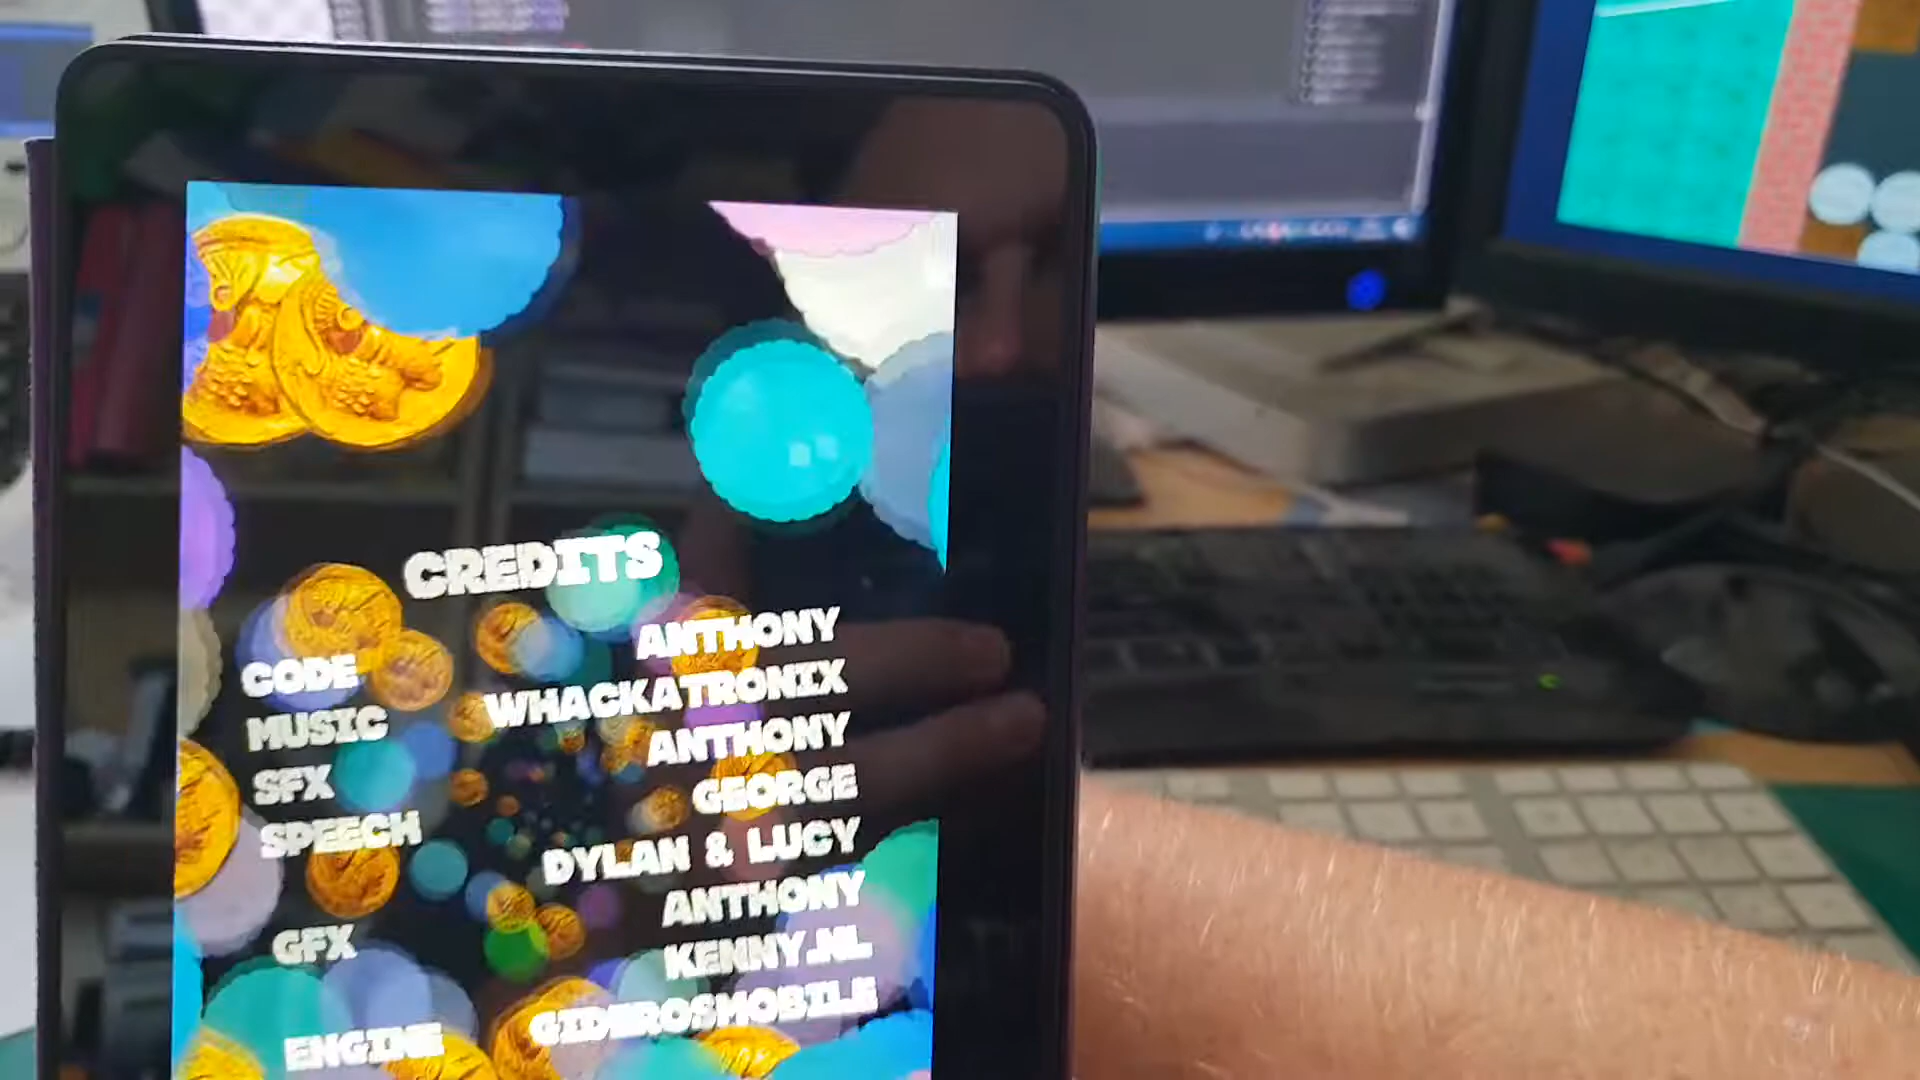 CREDITS
CODE ANTHONY
MUSIC WHACKATRONIX
SFX ANTHONY
SPEECH GEORGE
DYLAN & LUCY
GFX ANTHONY
KENNY.NL
ENGINE GIDEROSMOBILE